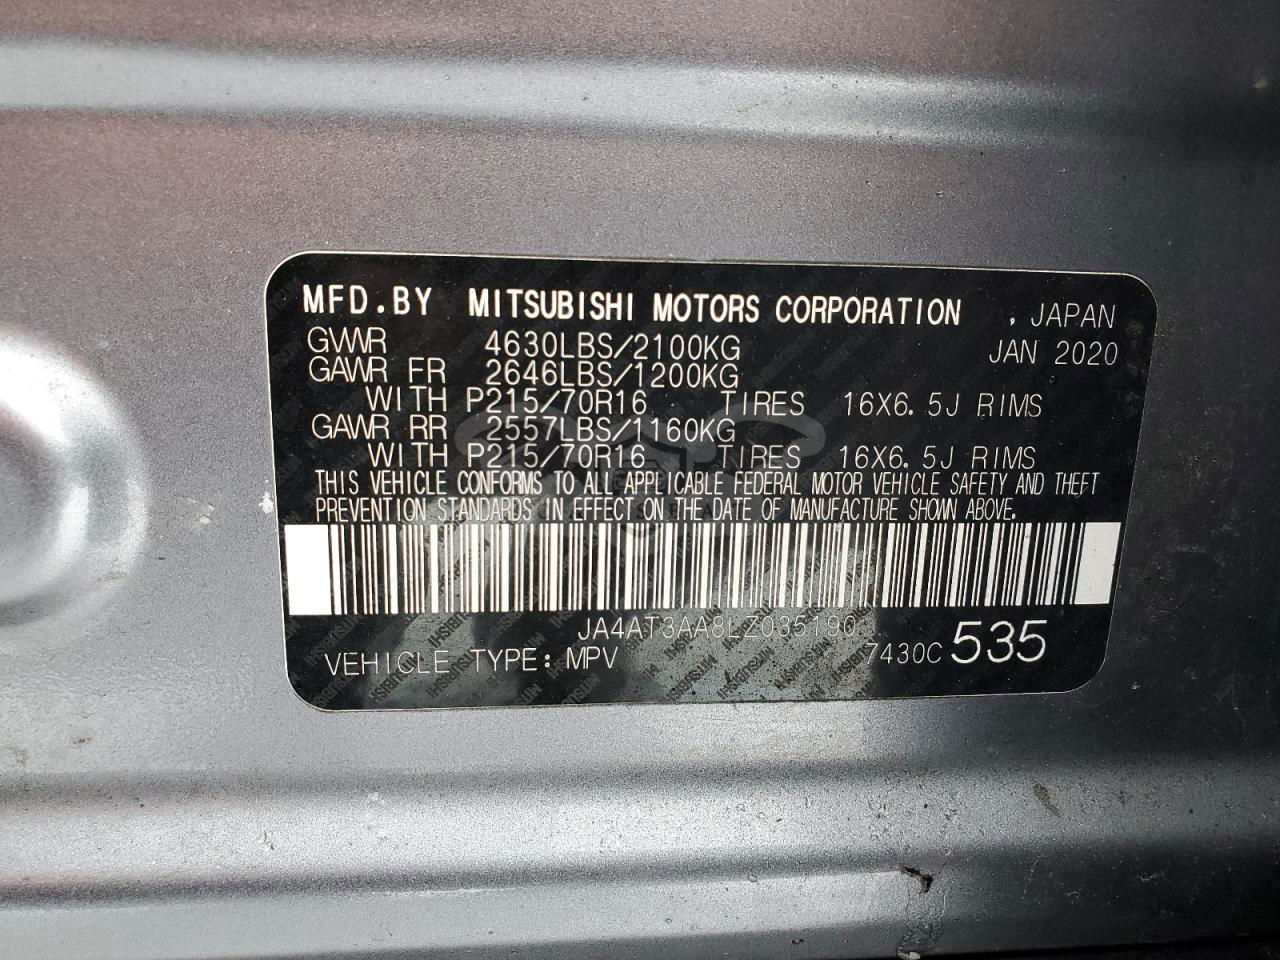 MFD.BY MITSUBISHI MOTORS CORPORATION , JAPAN
GVWR 4630LBS/2100KG JAN 2020
GAWR FR 2646LBS/1200KG
WITH P215/70R16 TIRES 16X6.5J RIMS
GAWR RR 2557LBS/1160KG
WITH P215/70R16 TIRES 16X6.5J RIMS
THIS VEHICLE CONFORMS TO ALL APPLICABLE FEDERAL MOTOR VEHICLE SAFETY AND THEFT
PREVENTION STANDARDS IN EFFECT ON THE DATE OF MANUFACTURE SHOWN ABOVE.
JA4AT3AA8LZ035190
VEHICLE TYPE: MPV 7430C 535